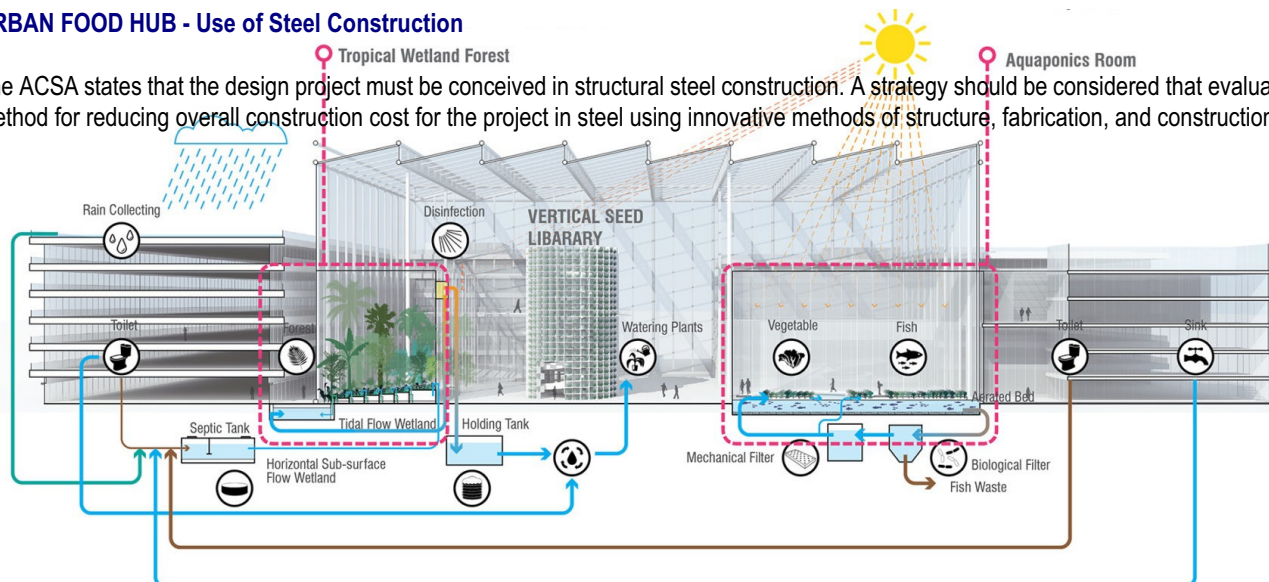 RBAN FOOD HUB - Use of Steel Construction
Tropical Wetland Forest
Aquaponics Room
he ACSA states that the design project must be conceived in structural steel construction. A strategy should be considered that evalua
ethod for reducing overall construction cost for the project in steel using innovative methods of structure, fabrication, and construction
Rain Collecting
Disinfection
VERTICAL SEED
LIBARARY
Toilet
Forest
Watering Plants
Vegetable
Fish
Toilet
Sink
Aerated Bed
Septic Tank
Tidal Flow Wetland
Holding Tank
Mechanical Filter
Biological Filter
Horizontal Sub-surface
Flow Wetland
Fish Waste